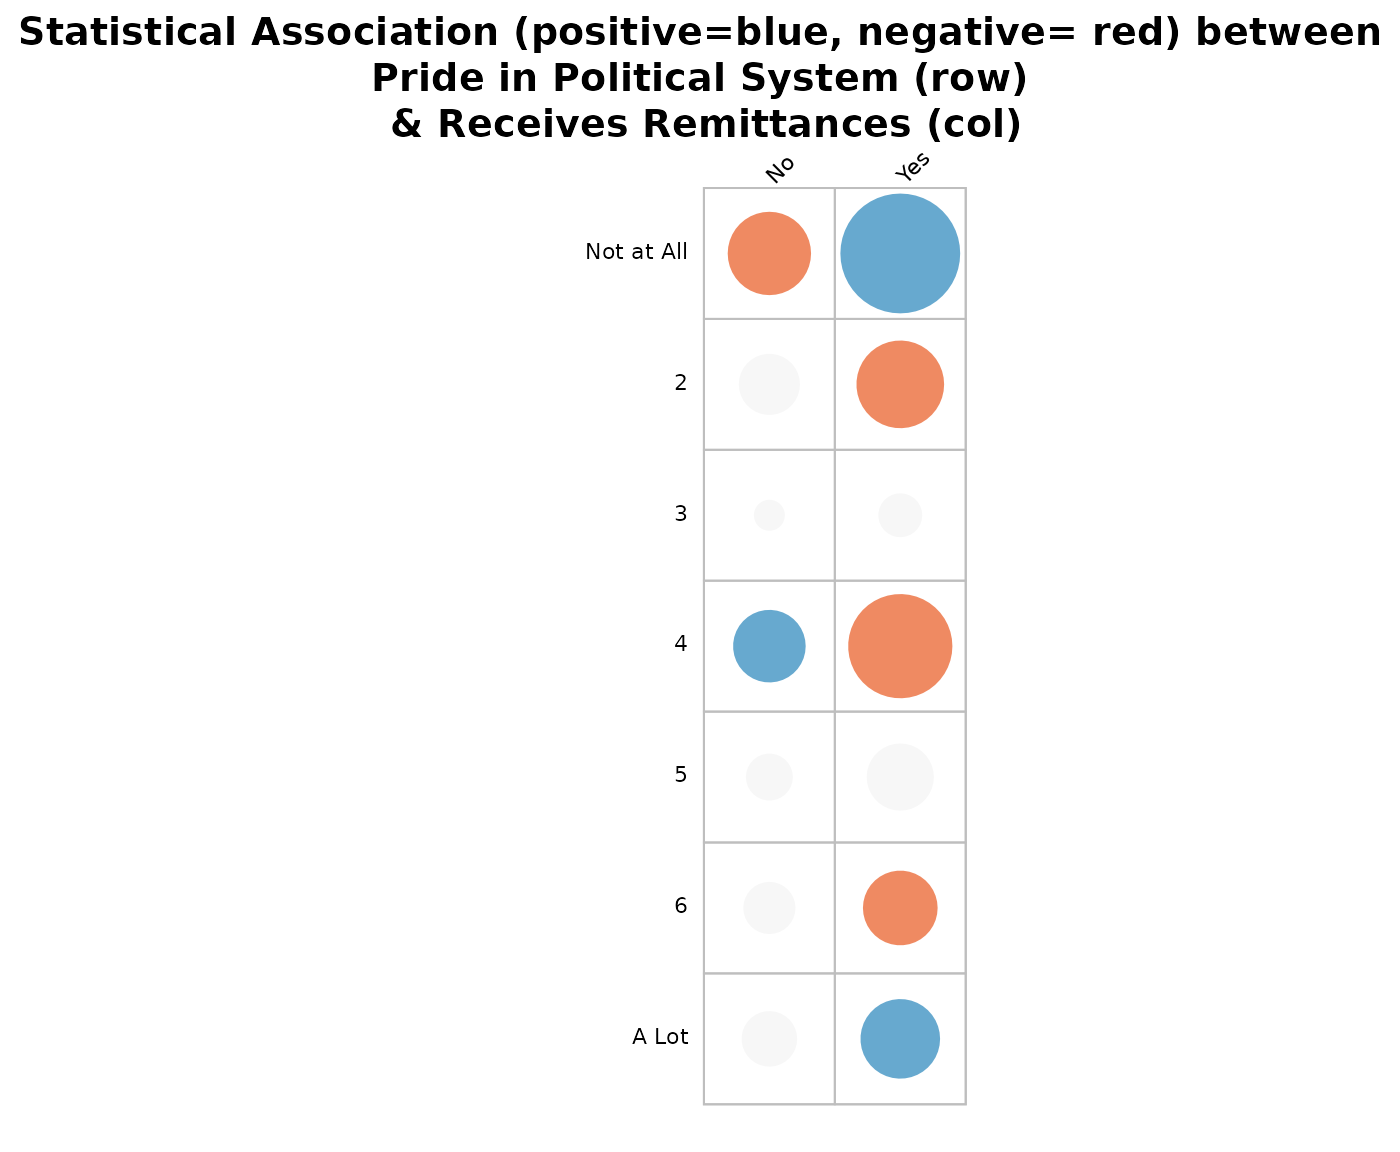 Statistical Association (positive=blue, negative= red) between
Pride in Political System (row)
& Receives Remittances (col)
No Yes
Not at All
2
3
4
5
6
A Lot